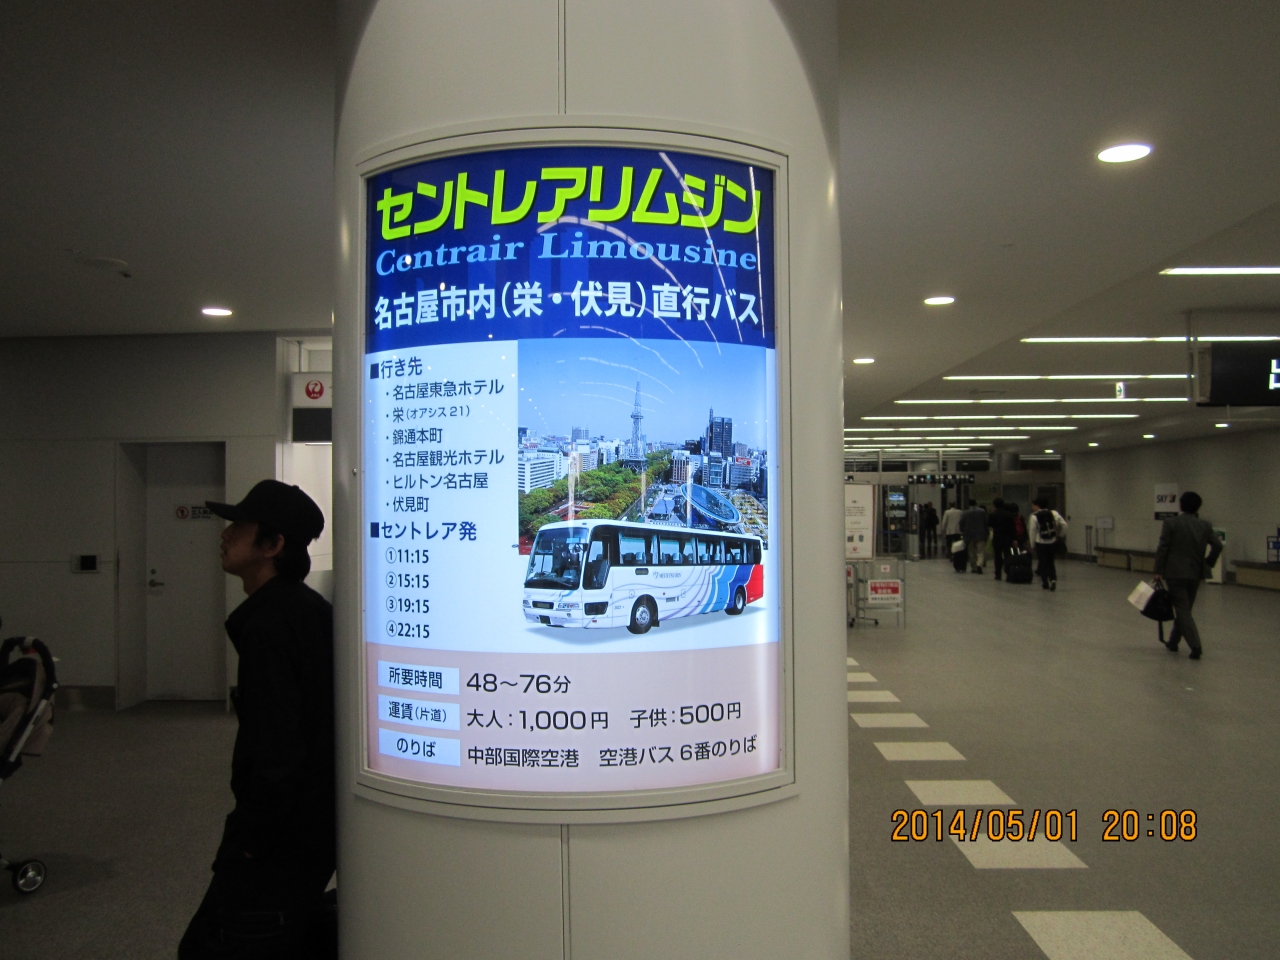 セントレアリムジン
Centrair Limousine
名古屋市内(栄・伏見)直行バス
■行き先
・名古屋東急ホテル
・栄(オアシス21)
・錦通本町
・名古屋観光ホテル
・ヒルトン名古屋
・伏見町
■セントレア発
①11:15
②15:15
③19:15
④22:15
所要時間 48～76分
運賃(片道) 大人:1,000円 子供:500円
のりば 中部国際空港 空港バス 6番のりば
JAL
SKY
2014/05/01 20:08